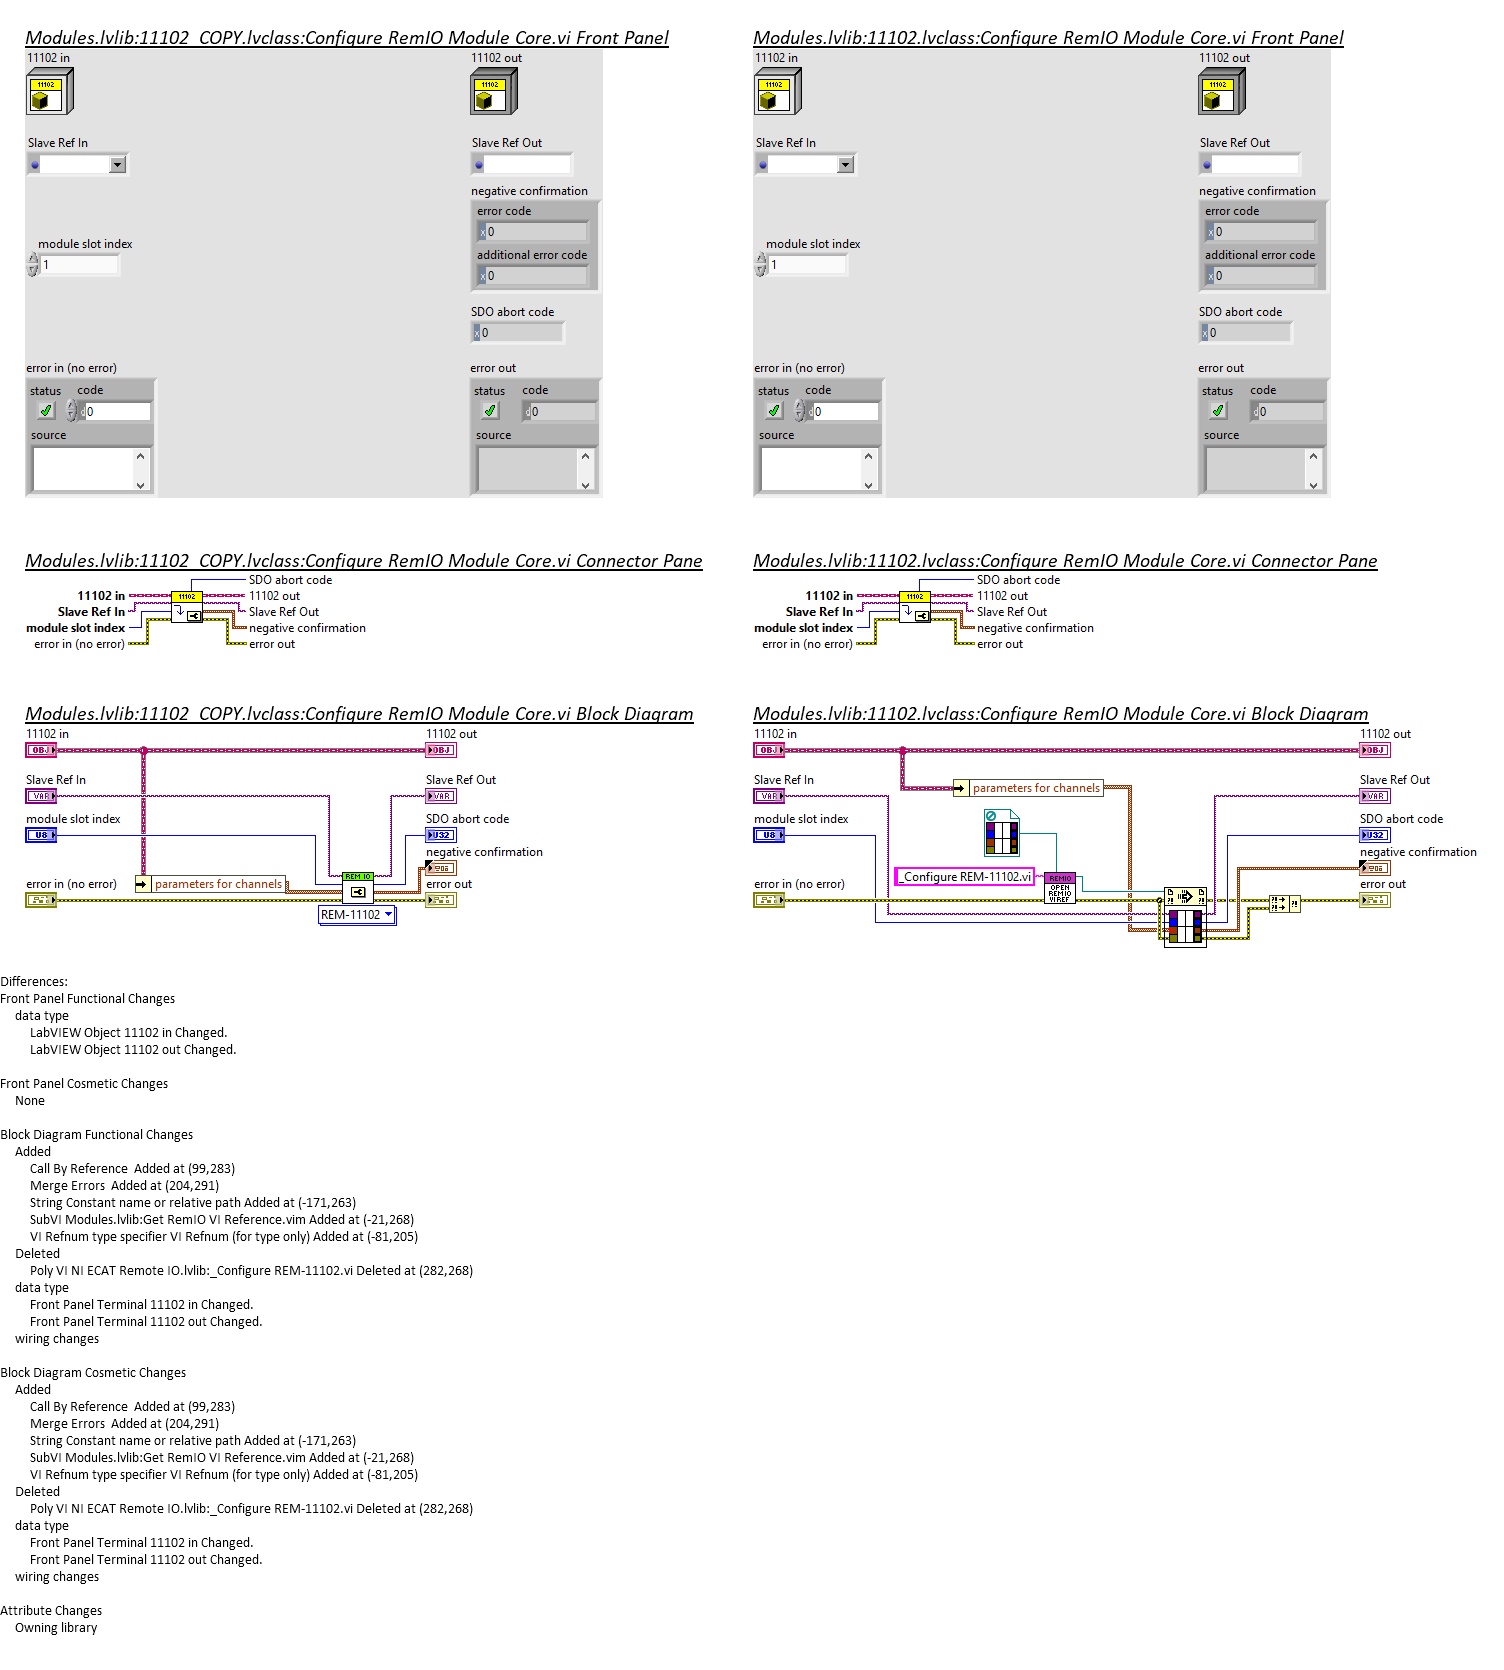 Modules.lvlib:11102_COPY.lvclass:Configure RemIO Module Core.vi Front Panel
11102 in
11102 out
11102
11102
Slave Ref In
Slave Ref Out
negative confirmation
error code
x 0
module slot index
1
additional error code
x 0
SDO abort code
x 0
error in (no error)
error out
status code
d 0
status code
d 0
source
source
Modules.lvlib:11102.lvclass:Configure RemIO Module Core.vi Front Panel
11102 in
11102 out
11102
11102
Slave Ref In
Slave Ref Out
negative confirmation
error code
x 0
module slot index
1
additional error code
x 0
SDO abort code
x 0
error in (no error)
error out
status code
d 0
status code
d 0
source
source
Modules.lvlib:11102_COPY.lvclass:Configure RemIO Module Core.vi Connector Pane
SDO abort code
11102 in
11102
11102 out
Slave Ref In
Slave Ref Out
module slot index
negative confirmation
error in (no error)
error out
Modules.lvlib:11102.lvclass:Configure RemIO Module Core.vi Connector Pane
SDO abort code
11102 in
11102
11102 out
Slave Ref In
Slave Ref Out
module slot index
negative confirmation
error in (no error)
error out
Modules.lvlib:11102_COPY.lvclass:Configure RemIO Module Core.vi Block Diagram
11102 in
11102 out
OBJ
OBJ
Slave Ref In
Slave Ref Out
VAR
VAR
module slot index
SDO abort code
U8
U32
negative confirmation
error in (no error)
parameters for channels
REM IO
error out
REM-11102
Modules.lvlib:11102.lvclass:Configure RemIO Module Core.vi Block Diagram
11102 in
11102 out
OBJ
OBJ
Slave Ref In
parameters for channels
Slave Ref Out
VAR
VAR
module slot index
SDO abort code
U8
U32
negative confirmation
_Configure REM-11102.vi
REMIO
OPEN
REMIO
VI REF
error in (no error)
error out
Differences:
Front Panel Functional Changes
data type
LabVIEW Object 11102 in Changed.
LabVIEW Object 11102 out Changed.
Front Panel Cosmetic Changes
None
Block Diagram Functional Changes
Added
Call By Reference  Added at (99,283)
Merge Errors  Added at (204,291)
String Constant name or relative path Added at (-171,263)
SubVI Modules.lvlib:Get RemIO VI Reference.vim Added at (-21,268)
VI Refnum type specifier VI Refnum (for type only) Added at (-81,205)
Deleted
Poly VI NI ECAT Remote IO.lvlib:_Configure REM-11102.vi Deleted at (282,268)
data type
Front Panel Terminal 11102 in Changed.
Front Panel Terminal 11102 out Changed.
wiring changes
Block Diagram Cosmetic Changes
Added
Call By Reference  Added at (99,283)
Merge Errors  Added at (204,291)
String Constant name or relative path Added at (-171,263)
SubVI Modules.lvlib:Get RemIO VI Reference.vim Added at (-21,268)
VI Refnum type specifier VI Refnum (for type only) Added at (-81,205)
Deleted
Poly VI NI ECAT Remote IO.lvlib:_Configure REM-11102.vi Deleted at (282,268)
data type
Front Panel Terminal 11102 in Changed.
Front Panel Terminal 11102 out Changed.
wiring changes
Attribute Changes
Owning library